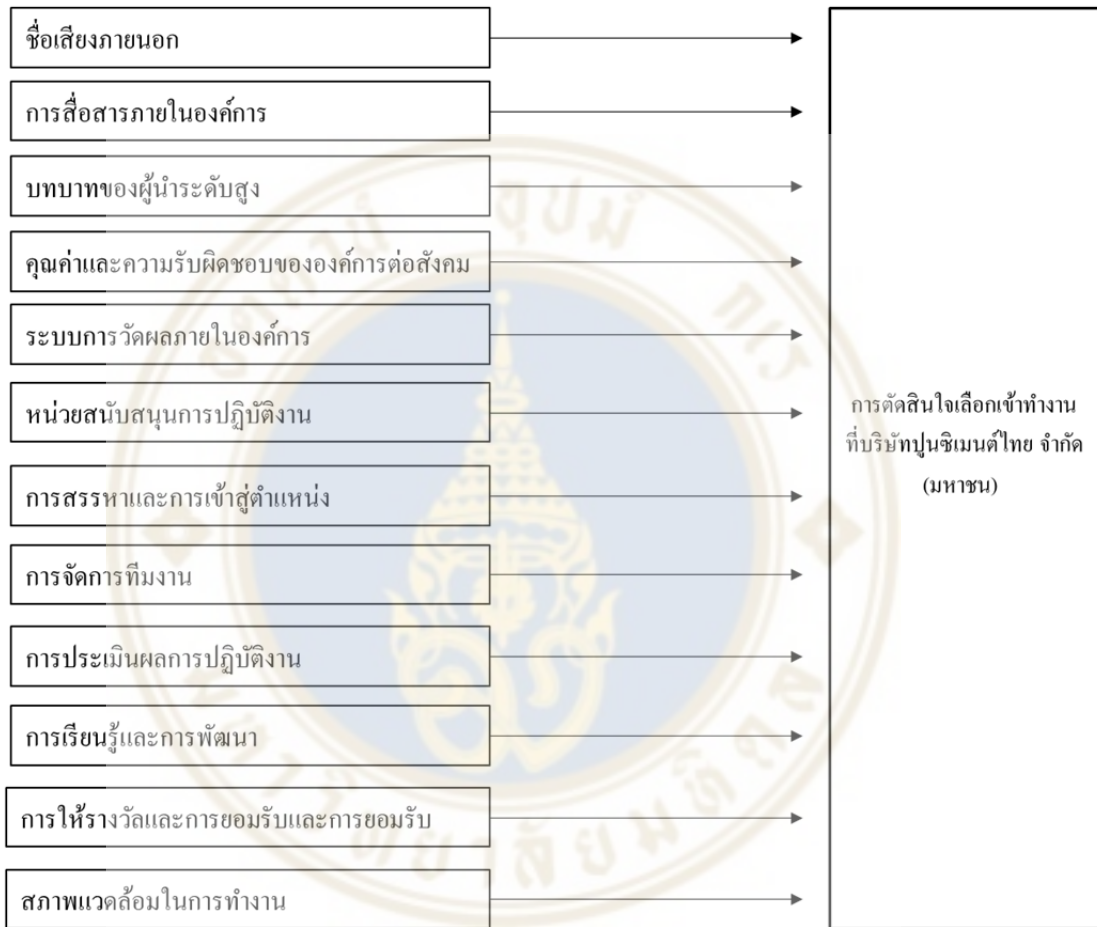 ชื่อเสียงภายนอก
การสื่อสารภายในองค์การ
บทบาทของผู้นำระดับสูง
คุณค่าและความรับผิดชอบขององค์การต่อสังคม
ระบบการวัดผลภายในองค์การ
หน่วยสนับสนุนการปฏิบัติงาน
การสรรหาและการเข้าสู่ตำแหน่ง
การจัดการทีมงาน
การประเมินผลการปฏิบัติงาน
การเรียนรู้และการพัฒนา
การให้รางวัลและการยอมรับและการยอมรับ
สภาพแวดล้อมในการทำงาน
การตัดสินใจเลือกเข้าทำงาน
ที่บริษัทปูนซิเมนต์ไทย จำกัด
(มหาชน)